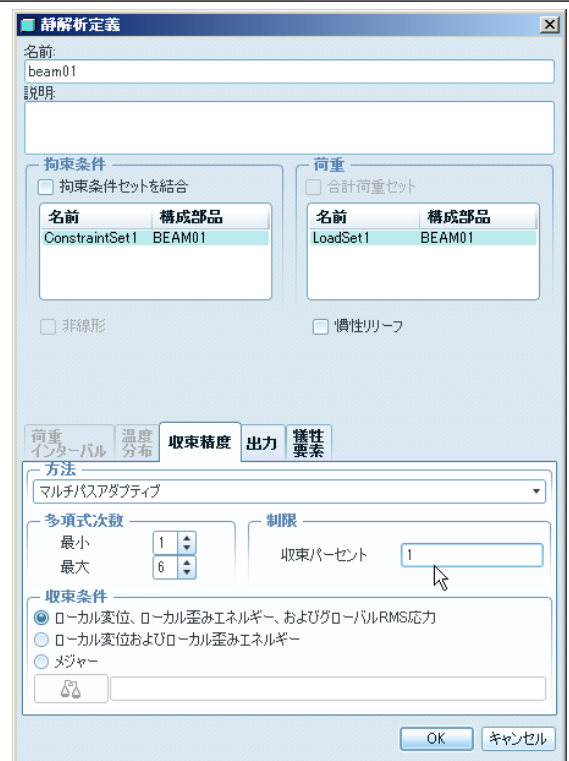 静解析定義
名前:
beam01
説明:
拘束条件
拘束条件セットを結合
名前 構成部品
ConstraintSet1 BEAM01
荷重
合計荷重セット
名前 構成部品
LoadSet1 BEAM01
非線形
慣性リリーフ
荷重インターバル
温度分布
収束精度
出力
犠牲要素
方法
マルチパスアダプティブ
多項式次数
最小 1
最大 6
制限
収束パーセント 1
収束条件
ローカル変位、ローカル歪みエネルギー、およびグローバルRMS応力
ローカル変位およびローカル歪みエネルギー
メジャー
OK キャンセル